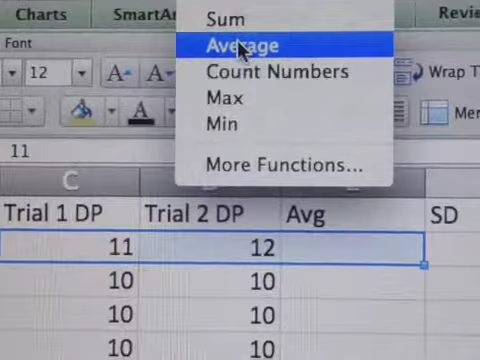 Charts SmartAr Sum Revie
Font Average
12 A A Count Numbers Wrap T
A Max
Min Mer
11 More Functions...
C
Trial 1 DP Trial 2 DP Avg SD
11 12
10 10
10 10
10 10